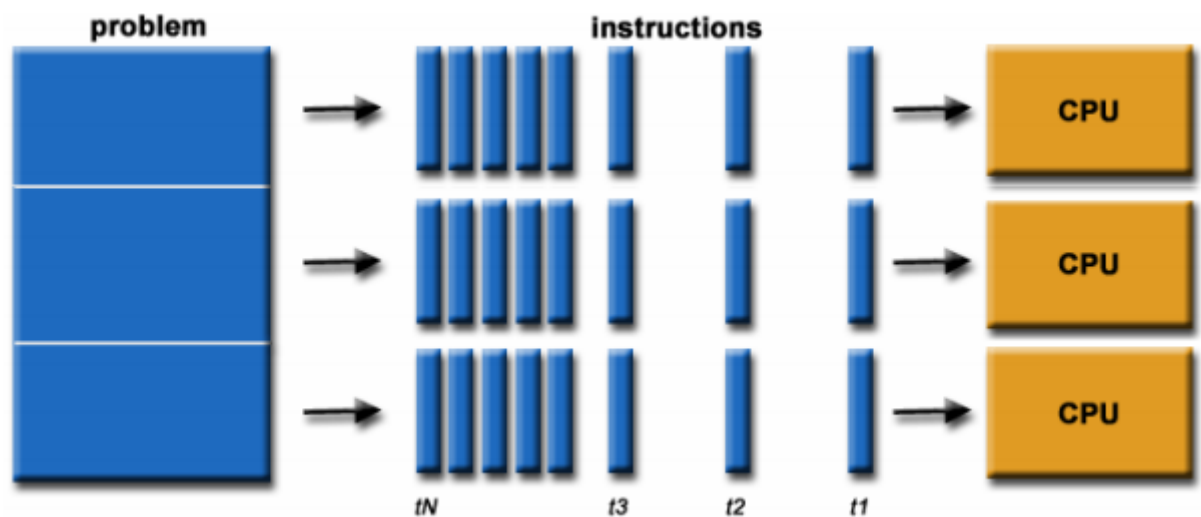 problem
instructions
CPU
CPU
CPU
tN t3 t2 t1